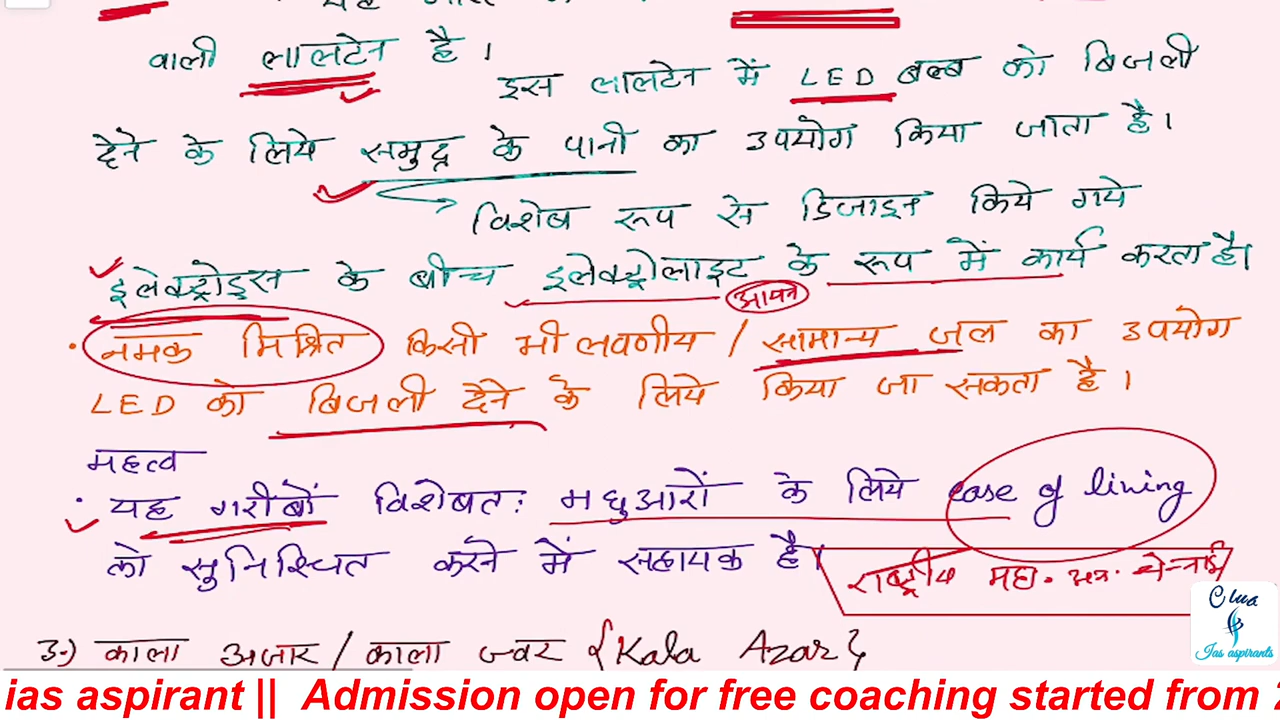 वाली लालटेन है।
इस लालटेन में LED बल्ब को बिजली
देने के लिये समुद्र के पानी का उपयोग किया जाता है।
विशेष रूप से डिजाइन किये गये
इलेक्ट्रोड्स के बीच इलेक्ट्रोलाइट के रूप में कार्य करता है।
नमक मिश्रित किसी भी लवणीय / सामान्य जल का उपयोग
LED को बिजली देने के लिये किया जा सकता है।
महत्व
यह गरीबों विशेषतः मछुआरों के लिये ease of living
को सुनिश्चित करने में सहायक है।
राष्ट्रीय
3-) काला अजार / काला ज्वर {Kala Azar}
Ias aspirants
ias aspirant || Admission open for free coaching started from